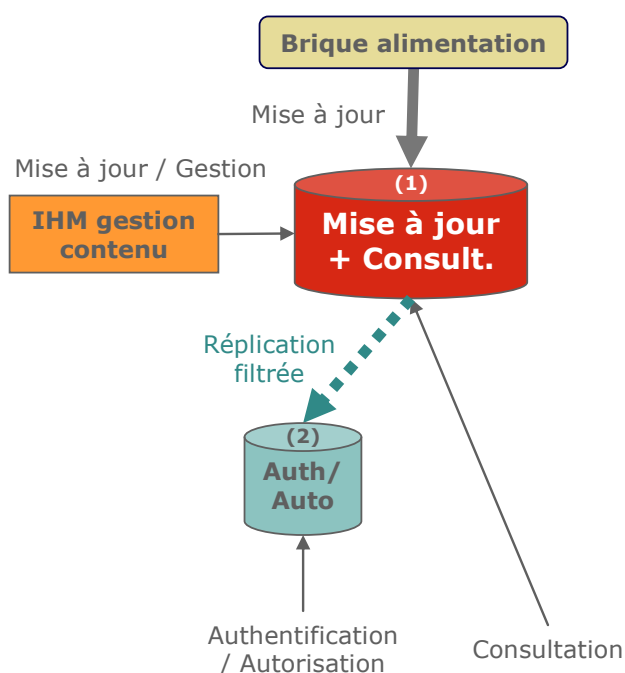 Brique alimentation
Mise à jour
Mise à jour / Gestion
(1)
IHM gestion
contenu
Mise à jour
+ Consult.
Réplication
filtrée
(2)
Auth/
Auto
Authentification
/ Autorisation
Consultation